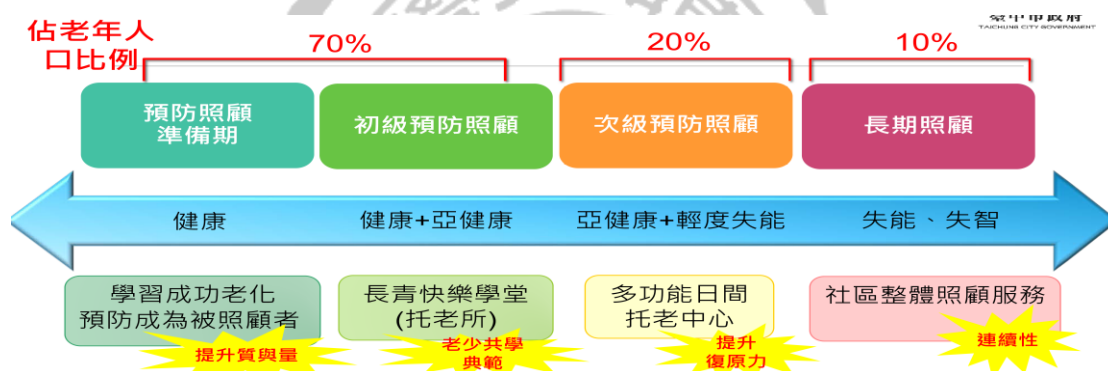 臺中市政府
TAICHUNG CITY GOVERNMENT
佔老年人
口比例
70%
20%
10%
預防照顧
準備期
初級預防照顧
次級預防照顧
長期照顧
健康
健康+亞健康
亞健康+輕度失能
失能、失智
學習成功老化
預防成為被照顧者
提升質與量
長青快樂學堂
(托老所)
老少共學
典範
多功能日間
托老中心
提升
復原力
社區整體照顧服務
連續性